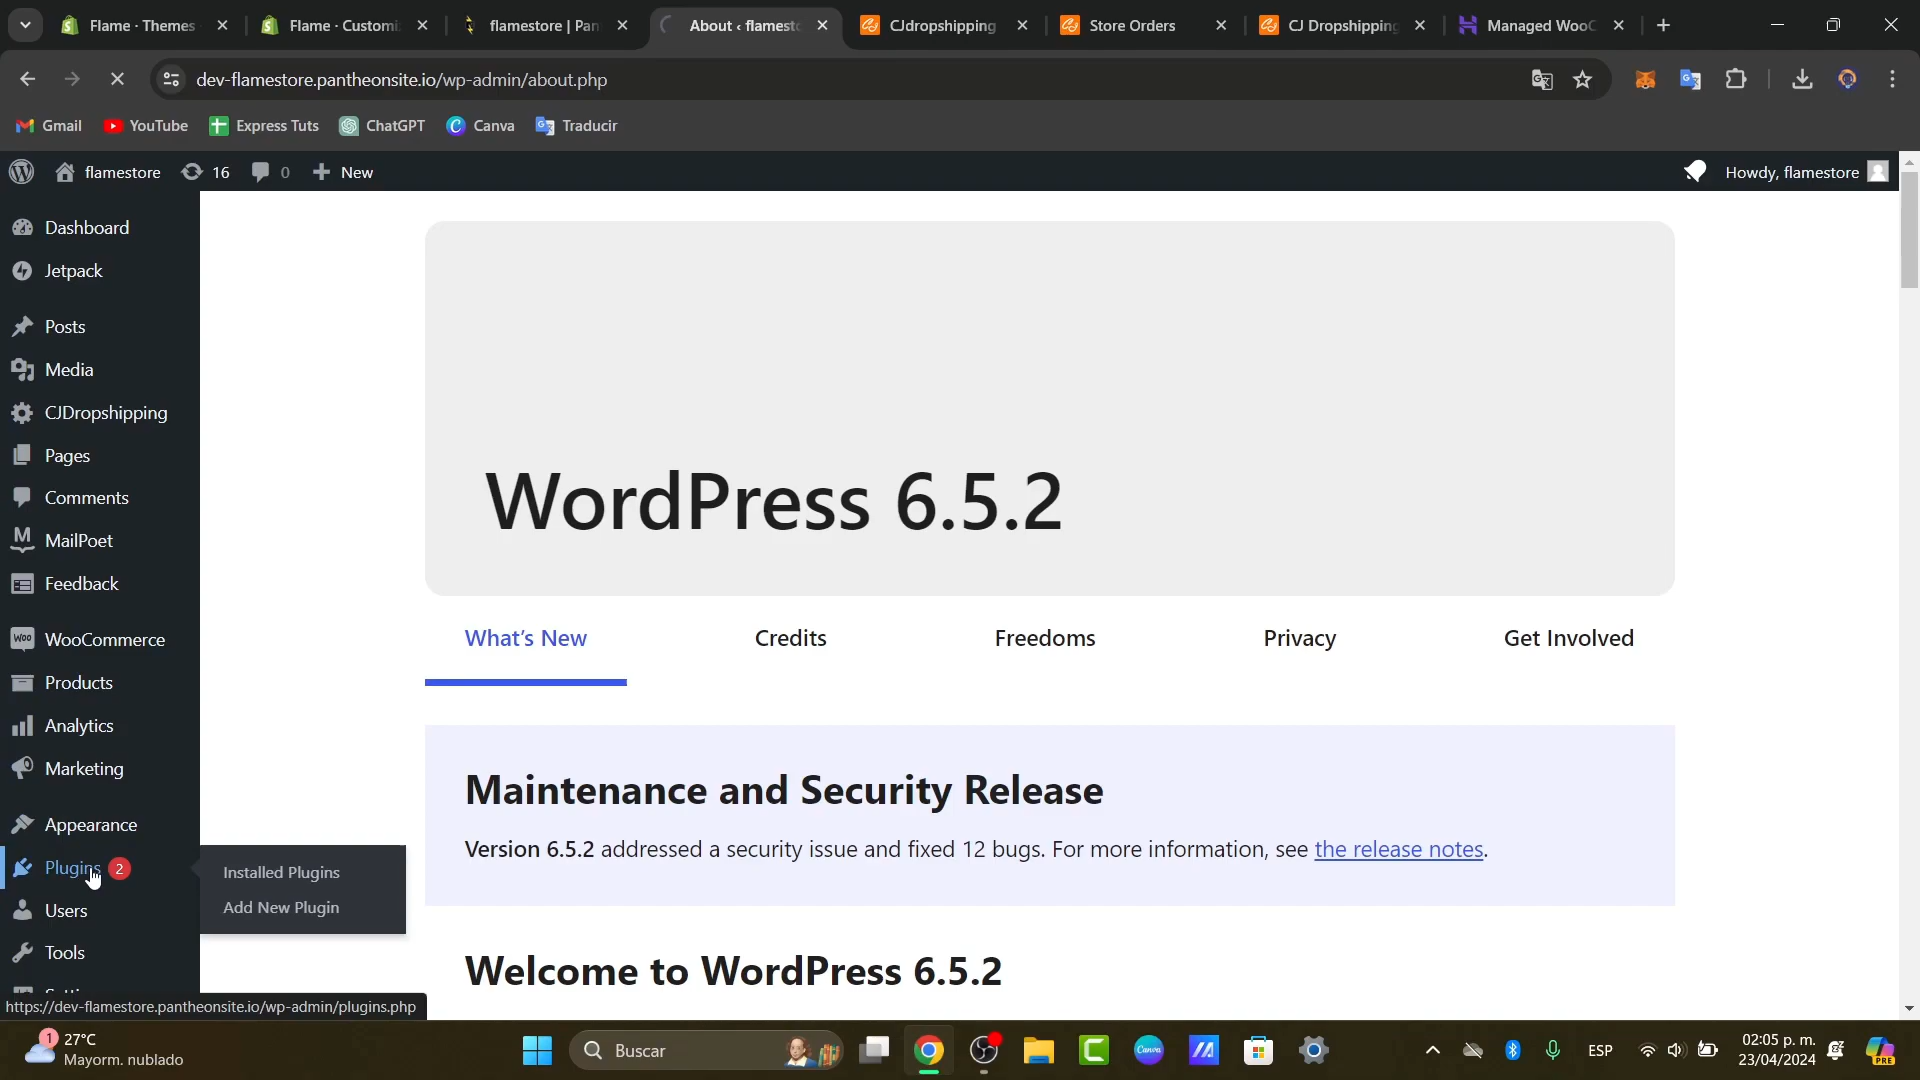 Flame · Themes
Flame · Customi
flamestore | Pan
About ‹ flamest
CJdropshipping
Store Orders
CJ Dropshipping
Managed WooC
dev-flamestore.pantheonsite.io/wp-admin/about.php
Gmail
YouTube
Express Tuts
ChatGPT
Canva
Traducir
flamestore
16
0
New
Howdy, flamestore
Dashboard
Jetpack
Posts
Media
CJDropshipping
Pages
Comments
MailPoet
Feedback
WooCommerce
Products
Analytics
Marketing
Appearance
Plugins 2
Users
Tools
Installed Plugins
Add New Plugin
https://dev-flamestore.pantheonsite.io/wp-admin/plugins.php
WordPress 6.5.2
What's New
Credits
Freedoms
Privacy
Get Involved
Maintenance and Security Release
Version 6.5.2 addressed a security issue and fixed 12 bugs. For more information, see the release notes.
Welcome to WordPress 6.5.2
1
27°C
Mayorm. nublado
Buscar
Canva
ESP
02:05 p. m.
23/04/2024
PRE